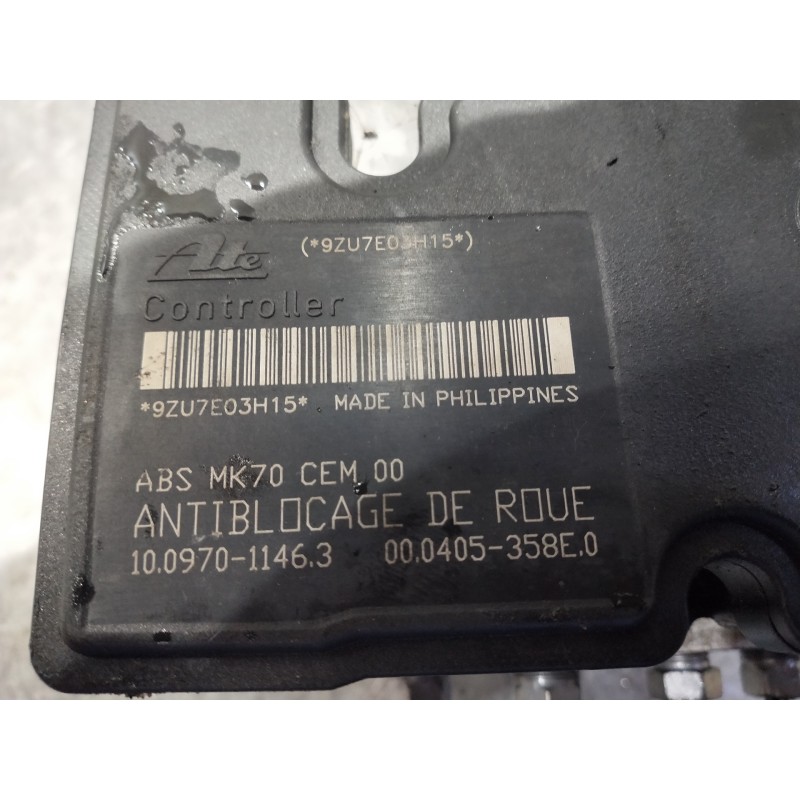 (*9ZU7E03H15*)
Ate
Controller
*9ZU7E03H15* MADE IN PHILIPPINES
ABS MK70 CEM 00
ANTIBLOCAGE DE ROUE
10.0970-1146.3 00.0405-358E.0